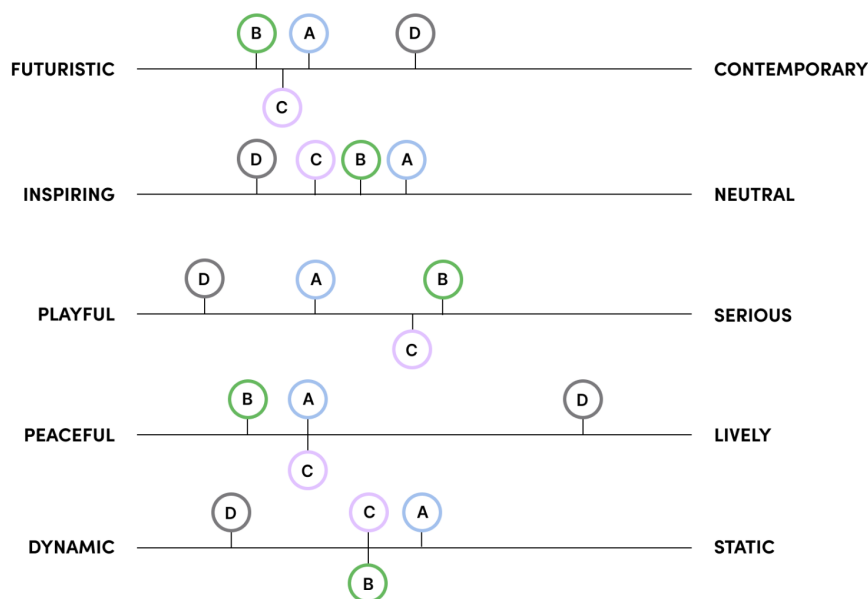 B A D
FUTURISTIC CONTEMPORARY
C
D C B A
INSPIRING NEUTRAL
D A B
PLAYFUL SERIOUS
C
B A D
PEACEFUL LIVELY
C
D C A
DYNAMIC STATIC
B